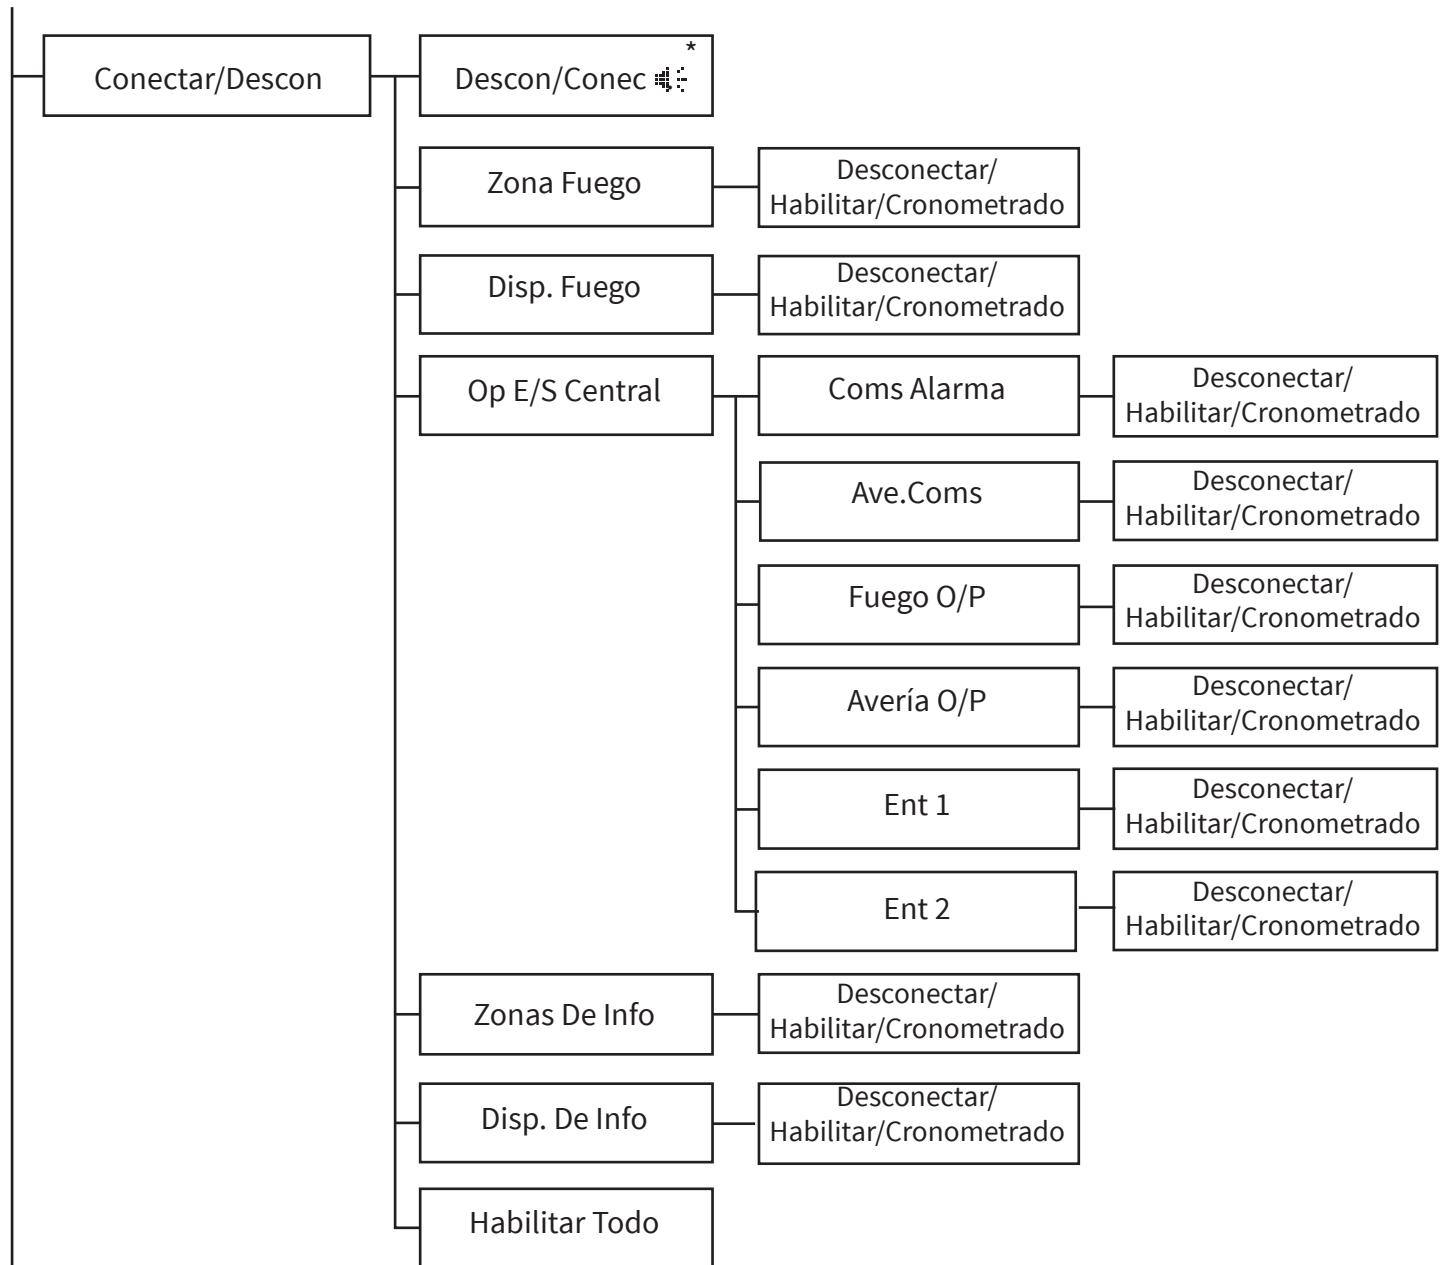 *
Conectar/Descon
Descon/Conec
Zona Fuego
Desconectar/
Habilitar/Cronometrado
Disp. Fuego
Desconectar/
Habilitar/Cronometrado
Op E/S Central
Coms Alarma
Desconectar/
Habilitar/Cronometrado
Ave.Coms
Desconectar/
Habilitar/Cronometrado
Fuego O/P
Desconectar/
Habilitar/Cronometrado
Avería O/P
Desconectar/
Habilitar/Cronometrado
Ent 1
Desconectar/
Habilitar/Cronometrado
Ent 2
Desconectar/
Habilitar/Cronometrado
Zonas De Info
Desconectar/
Habilitar/Cronometrado
Disp. De Info
Desconectar/
Habilitar/Cronometrado
Habilitar Todo